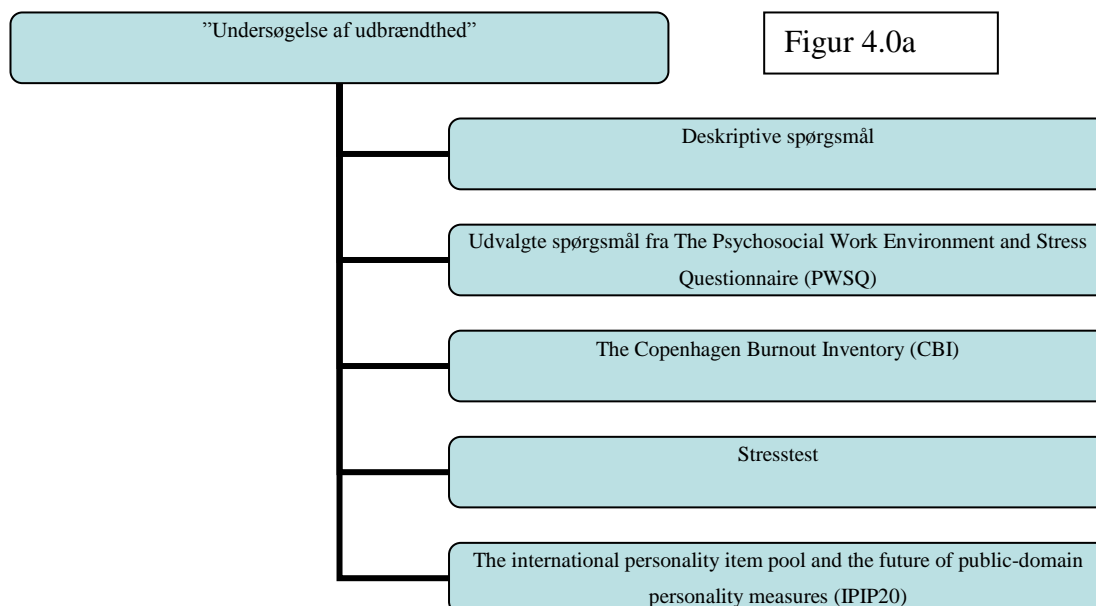 ”Undersøgelse af udbrændthed”
Figur 4.0a
Deskriptive spørgsmål
Udvalgte spørgsmål fra The Psychosocial Work Environment and Stress
Questionnaire (PWSQ)
The Copenhagen Burnout Inventory (CBI)
Stresstest
The international personality item pool and the future of public-domain
personality measures (IPIP20)